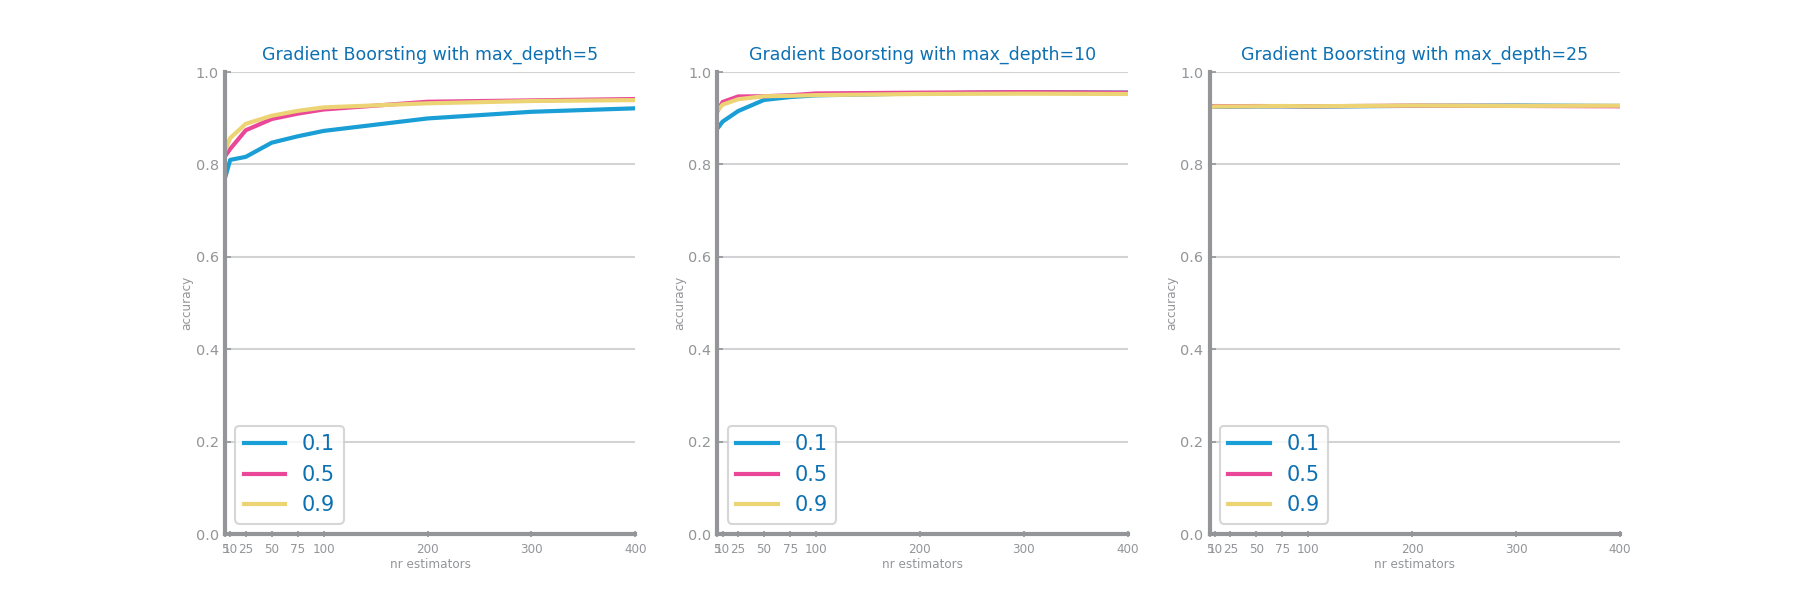 Gradient Boorsting with max_depth=5
1.0
0.8
0.6
0.4
0.2
0.0
accuracy
0.1
0.5
0.9
5 10 25 50 75 100 200 300 400
nr estimators
Gradient Boorsting with max_depth=10
1.0
0.8
0.6
0.4
0.2
0.0
accuracy
0.1
0.5
0.9
5 10 25 50 75 100 200 300 400
nr estimators
Gradient Boorsting with max_depth=25
1.0
0.8
0.6
0.4
0.2
0.0
accuracy
0.1
0.5
0.9
5 10 25 50 75 100 200 300 400
nr estimators